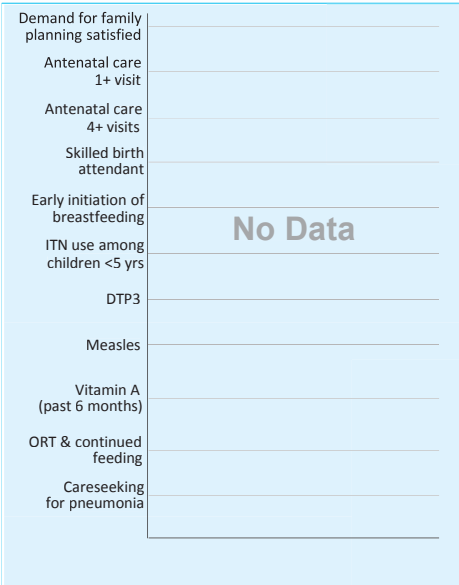 Demand for family
planning satisfied
Antenatal care
1+ visit
Antenatal care
4+ visits
Skilled birth
attendant
Early initiation of
breastfeeding
No Data
ITN use among
children <5 yrs
DTP3
Measles
Vitamin A
(past 6 months)
ORT & continued
feeding
Careseeking
for pneumonia